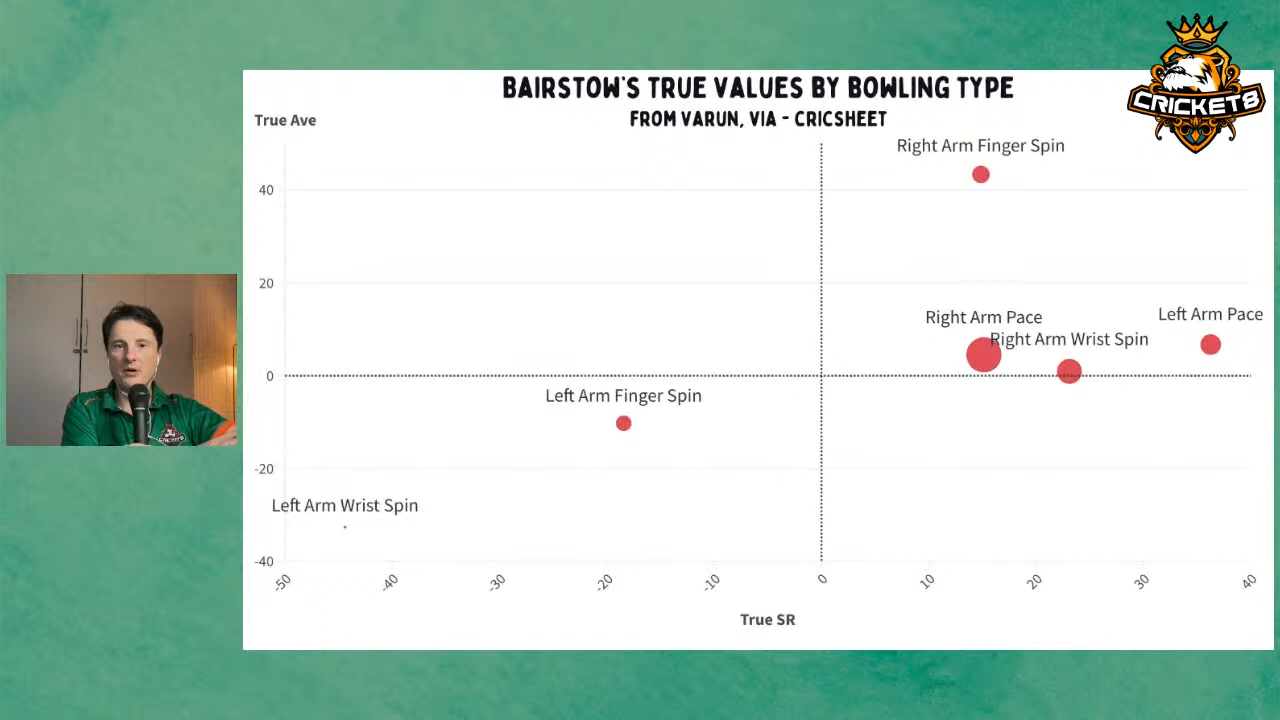 BAIRSTOW'S TRUE VALUES BY BOWLING TYPE
FROM VARUN, VIA - CRICSHEET
CRICKET8
True Ave
Right Arm Finger Spin
40
20
Right Arm Pace
Left Arm Pace
Right Arm Wrist Spin
0
Left Arm Finger Spin
-20
Left Arm Wrist Spin
-40
-50 -40 -30 -20 -10 0 10 20 30 40
True SR
CRICKET8